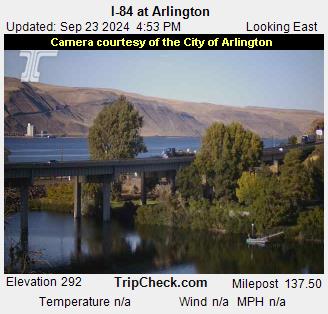 I-84 at Arlington
Updated: Sep 23 2024 4:53 PM Looking East
Camera courtesy of the City of Arlington
Elevation 292 TripCheck.com Milepost 137.50
Temperature n/a Wind n/a MPH n/a